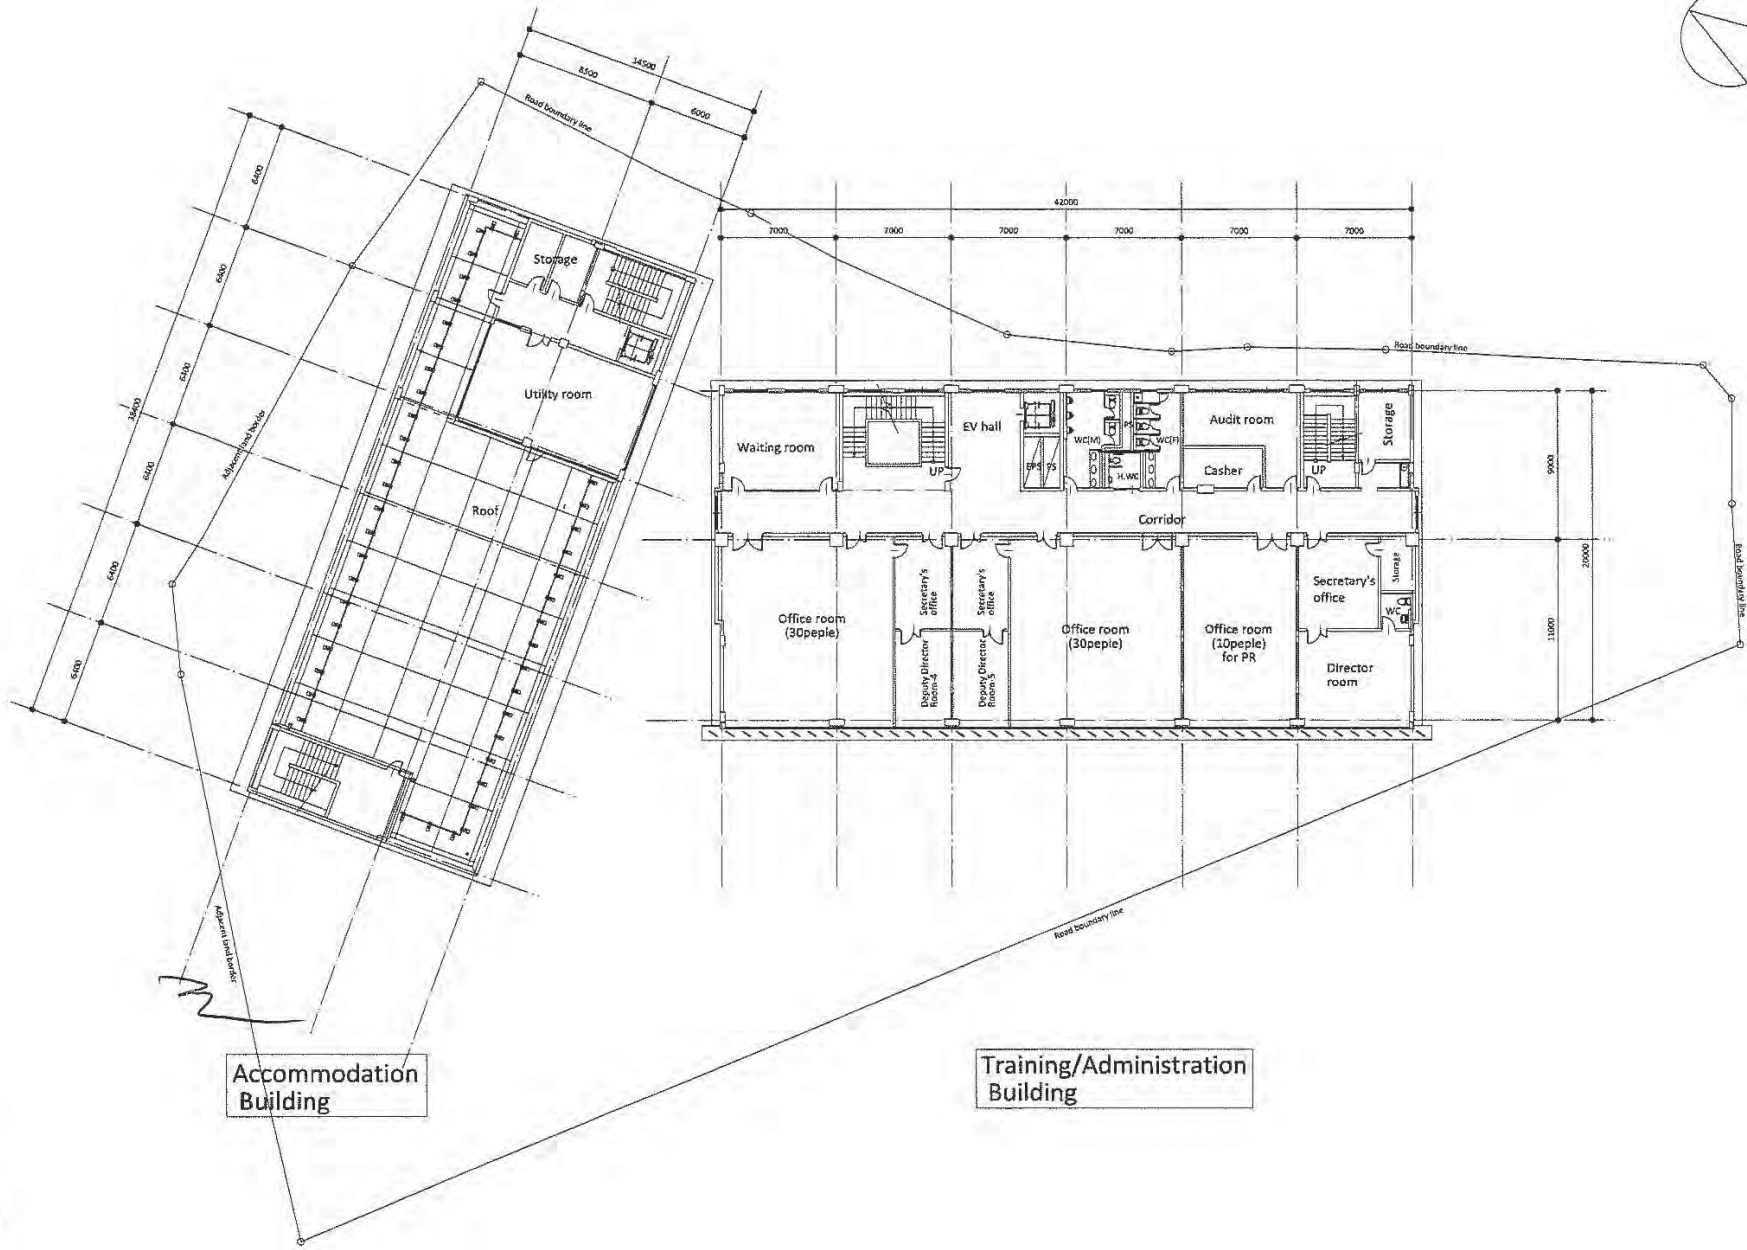 14500
8500
6000
Road boundary line
6400
6400
6400
6400
6400
6400
38400
Adjacent land border
Storage
Utility room
Roof
Adjacent land border
42000
7000
7000
7000
7000
7000
7000
Road boundary line
Waiting room
UP
EV hall
EPS
PS
WC(M)
PS
WC(F)
H.WC
Audit room
Casher
UP
Storage
Corridor
9000
20000
11000
Road boundary line
Office room
(30peple)
Secretary's
office
Secretary's
office
Deputy Director
Room-4
Deputy Director
Room-5
Office room
(30peple)
Office room
(10peple)
for PR
Secretary's
office
Storage
WC
Director
room
Road boundary line
Accommodation
Building
Training/Administration
Building